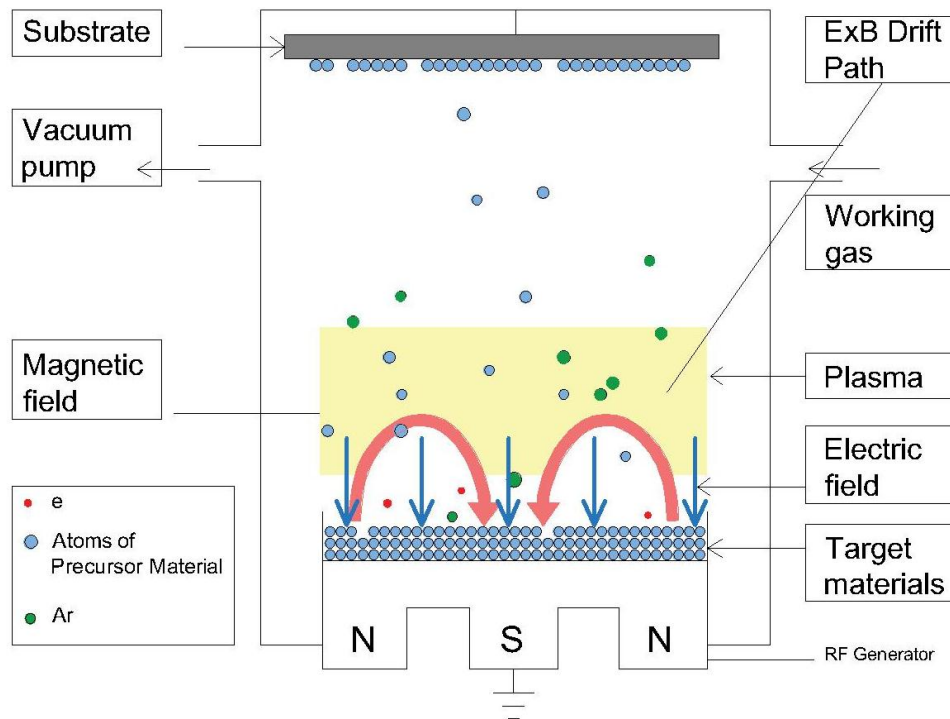 Substrate
ExB Drift
Path
Vacuum
pump
Working
gas
Magnetic
field
Plasma
Electric
field
e
Atoms of
Precursor Material
Ar
Target
materials
N
S
N
RF Generator